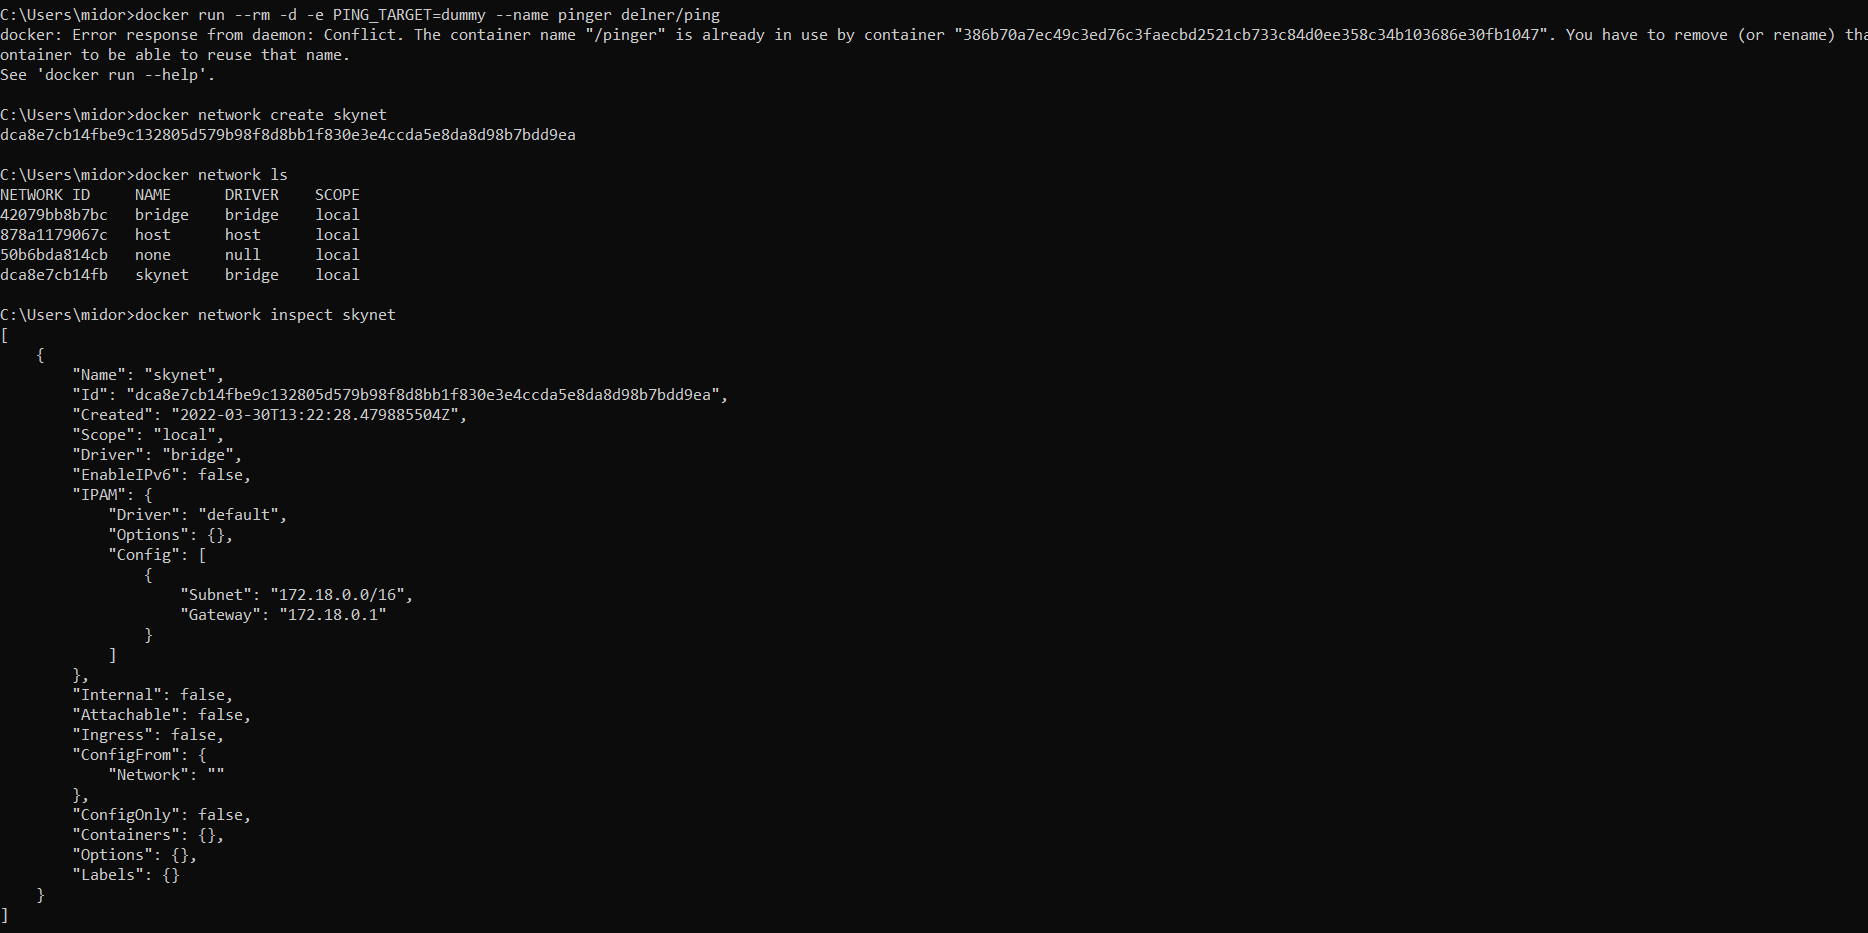 C:\Users\midor>docker run --rm -d -e PING_TARGET=dummy --name pinger delner/ping
docker: Error response from daemon: Conflict. The container name "/pinger" is already in use by container "386b70a7ec49c3ed76c3faecbd2521cb733c84d0ee358c34b103686e30fb1047". You have to remove (or rename) tha
ontainer to be able to reuse that name.
See 'docker run --help'.

C:\Users\midor>docker network create skynet
dca8e7cb14fbe9c132805d579b98f8d8bb1f830e3e4ccda5e8da8d98b7bdd9ea

C:\Users\midor>docker network ls
NETWORK ID     NAME      DRIVER    SCOPE
42079bb8b7bc   bridge    bridge    local
878a1179067c   host      host      local
50b6bda814cb   none      null      local
dca8e7cb14fb   skynet    bridge    local

C:\Users\midor>docker network inspect skynet
[
    {
        "Name": "skynet",
        "Id": "dca8e7cb14fbe9c132805d579b98f8d8bb1f830e3e4ccda5e8da8d98b7bdd9ea",
        "Created": "2022-03-30T13:22:28.479885504Z",
        "Scope": "local",
        "Driver": "bridge",
        "EnableIPv6": false,
        "IPAM": {
            "Driver": "default",
            "Options": {},
            "Config": [
                {
                    "Subnet": "172.18.0.0/16",
                    "Gateway": "172.18.0.1"
                }
            ]
        },
        "Internal": false,
        "Attachable": false,
        "Ingress": false,
        "ConfigFrom": {
            "Network": ""
        },
        "ConfigOnly": false,
        "Containers": {},
        "Options": {},
        "Labels": {}
    }
]